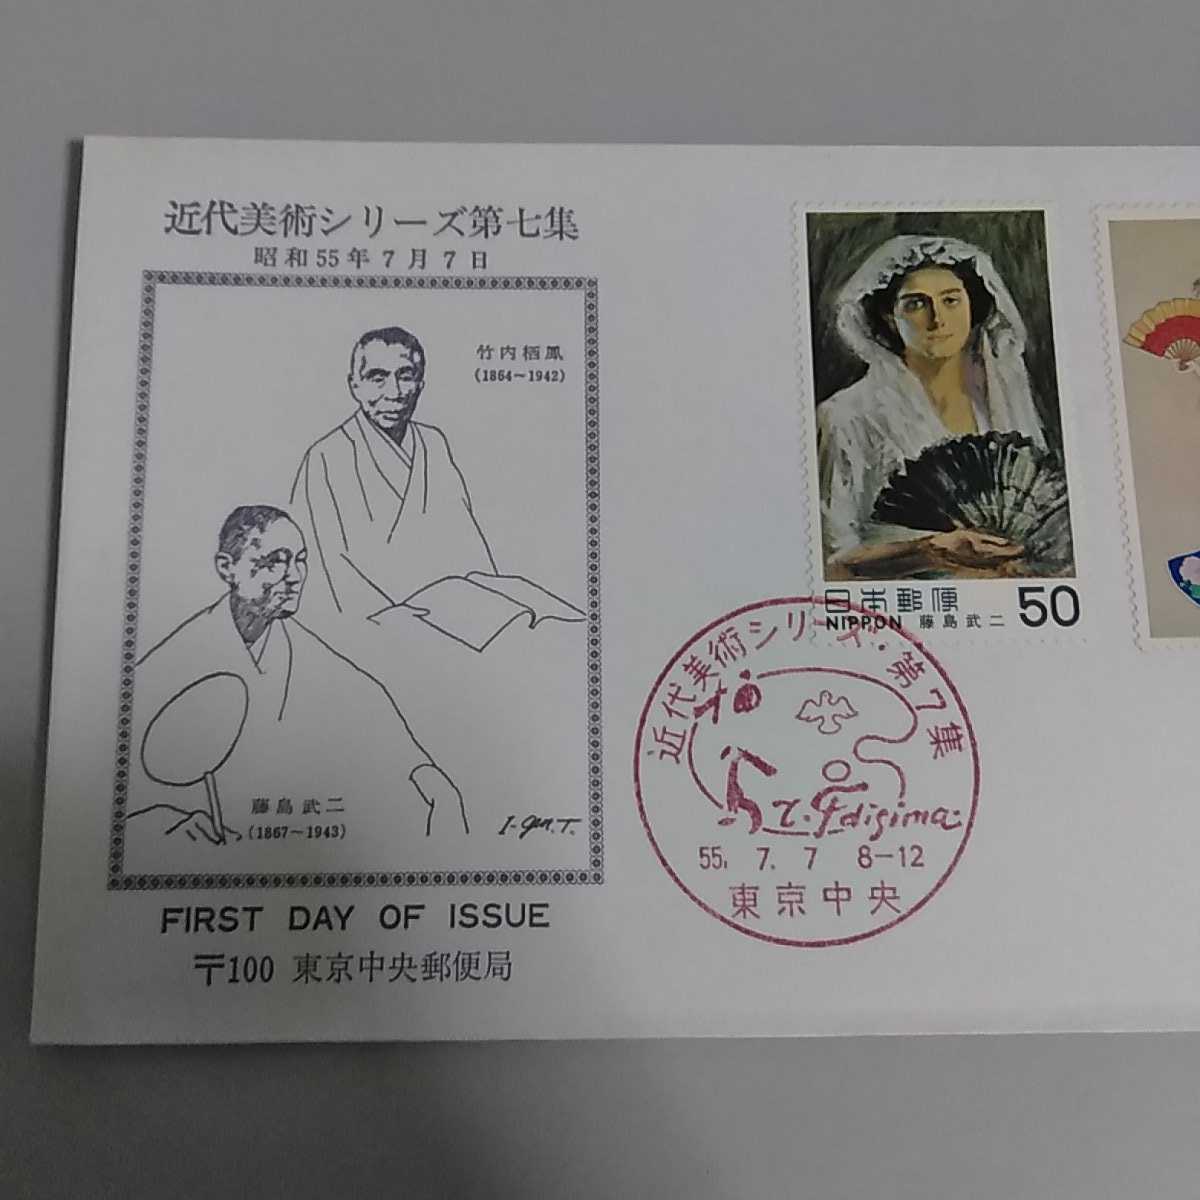 近代美術シリーズ第七集
昭和55年7月7日
竹内栖鳳
(1864～1942)
藤島武二
(1867～1943)
FIRST DAY OF ISSUE
〒100 東京中央郵便局
日本郵便 50
NIPPON 藤島武二
近代美術シリーズ・第7集
55. 7. 7 8-12
東京中央